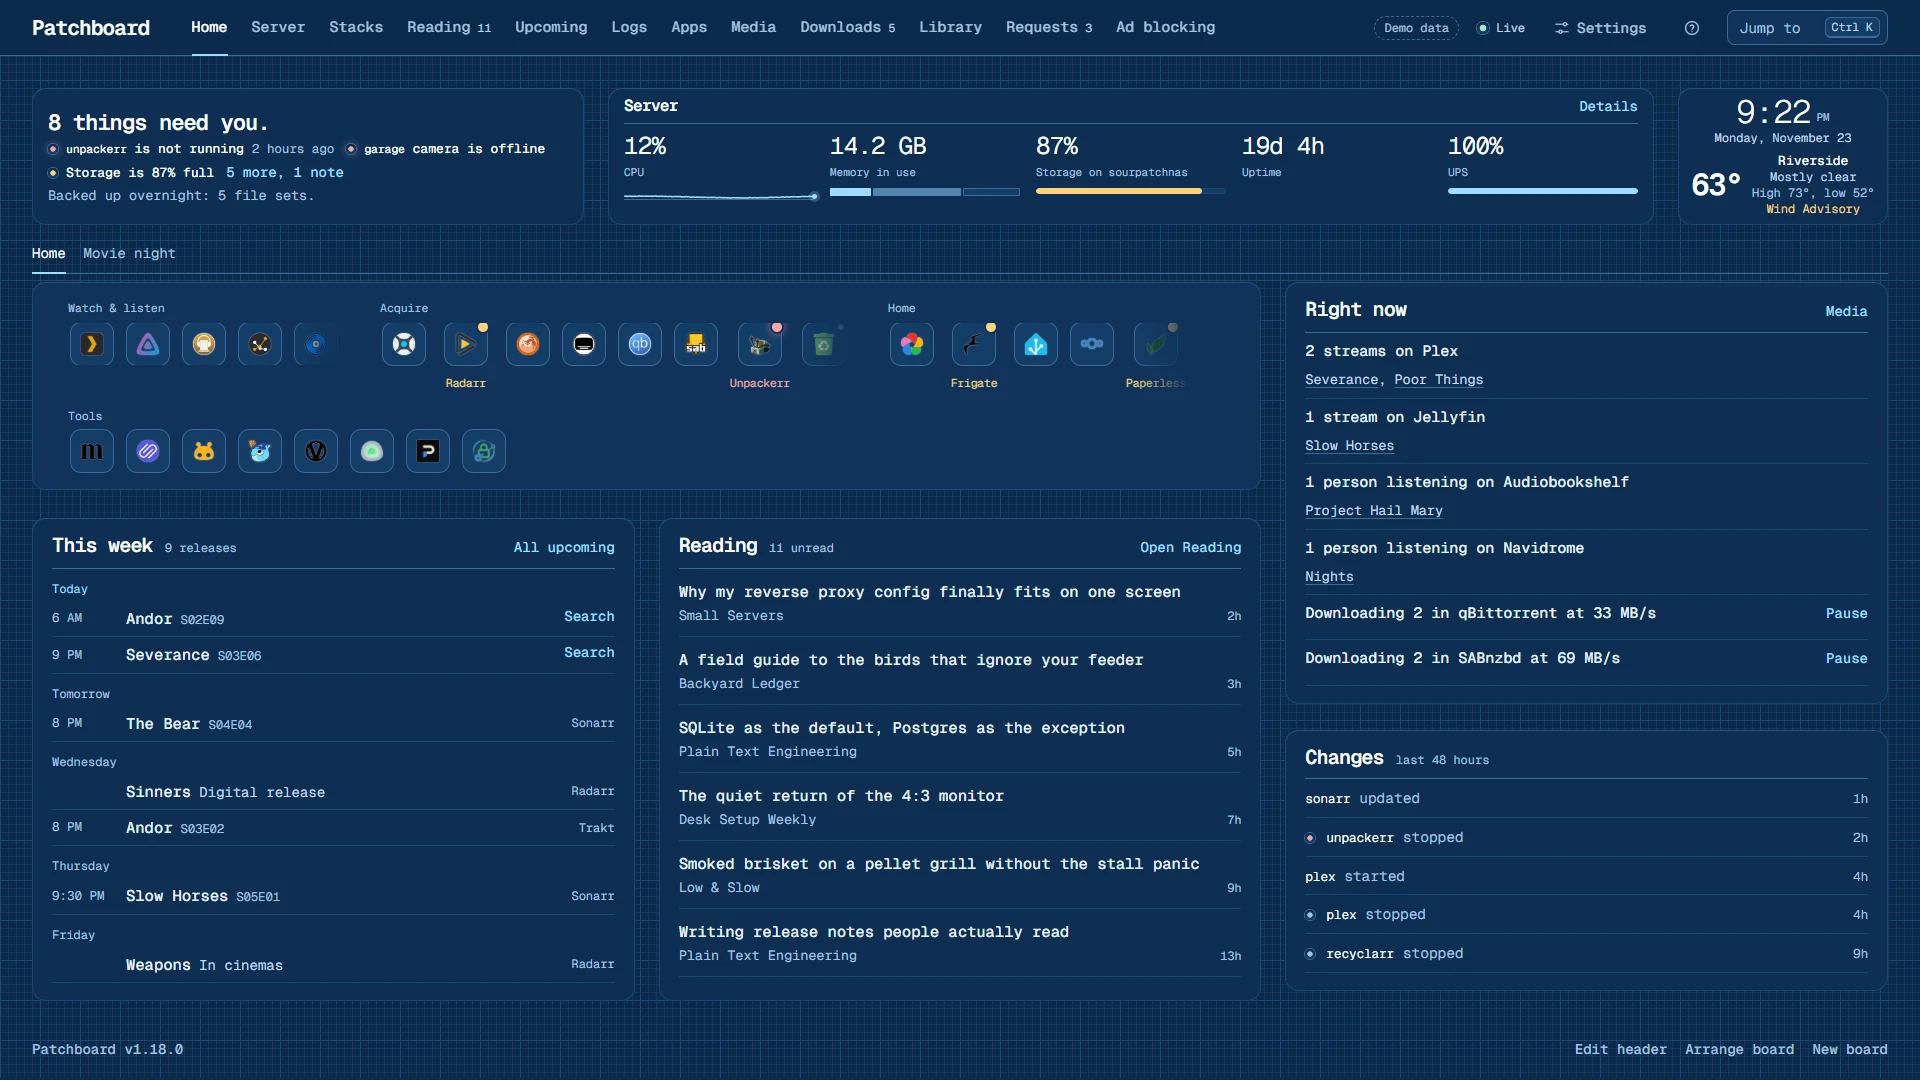 Patchboard Home Server Stacks Reading 11 Upcoming Logs Apps Media Downloads 5 Library Requests 3 Ad blocking Demo data Live Settings Jump to Ctrl K
8 things need you.
unpackerr is not running 2 hours ago garage camera is offline
Storage is 87% full 5 more, 1 note
Backed up overnight: 5 file sets.
Server Details
12% 14.2 GB 87% 19d 4h 100%
CPU Memory in use Storage on sourpatchnas Uptime UPS
9:22 PM
Monday, November 23
63°
Riverside
Mostly clear
High 73°, low 52°
Wind Advisory
Home Movie night
Watch & listen
Acquire
qb
sab
Radarr Unpackerr
Home
Frigate Paperless
Tools
m
Right now Media
2 streams on Plex
Severance, Poor Things
1 stream on Jellyfin
Slow Horses
1 person listening on Audiobookshelf
Project Hail Mary
1 person listening on Navidrome
Nights
Downloading 2 in qBittorrent at 33 MB/s Pause
Downloading 2 in SABnzbd at 69 MB/s Pause
This week 9 releases All upcoming
Today
6 AM Andor S02E09 Search
9 PM Severance S03E06 Search
Tomorrow
8 PM The Bear S04E04 Sonarr
Wednesday
Sinners Digital release Radarr
8 PM Andor S03E02 Trakt
Thursday
9:30 PM Slow Horses S05E01 Sonarr
Friday
Weapons In cinemas Radarr
Reading 11 unread Open Reading
Why my reverse proxy config finally fits on one screen
Small Servers 2h
A field guide to the birds that ignore your feeder
Backyard Ledger 3h
SQLite as the default, Postgres as the exception
Plain Text Engineering 5h
The quiet return of the 4:3 monitor
Desk Setup Weekly 7h
Smoked brisket on a pellet grill without the stall panic
Low & Slow 9h
Writing release notes people actually read
Plain Text Engineering 13h
Changes last 48 hours
sonarr updated 1h
unpackerr stopped 2h
plex started 4h
plex stopped 4h
recyclarr stopped 9h
Patchboard v1.18.0 Edit header Arrange board New board